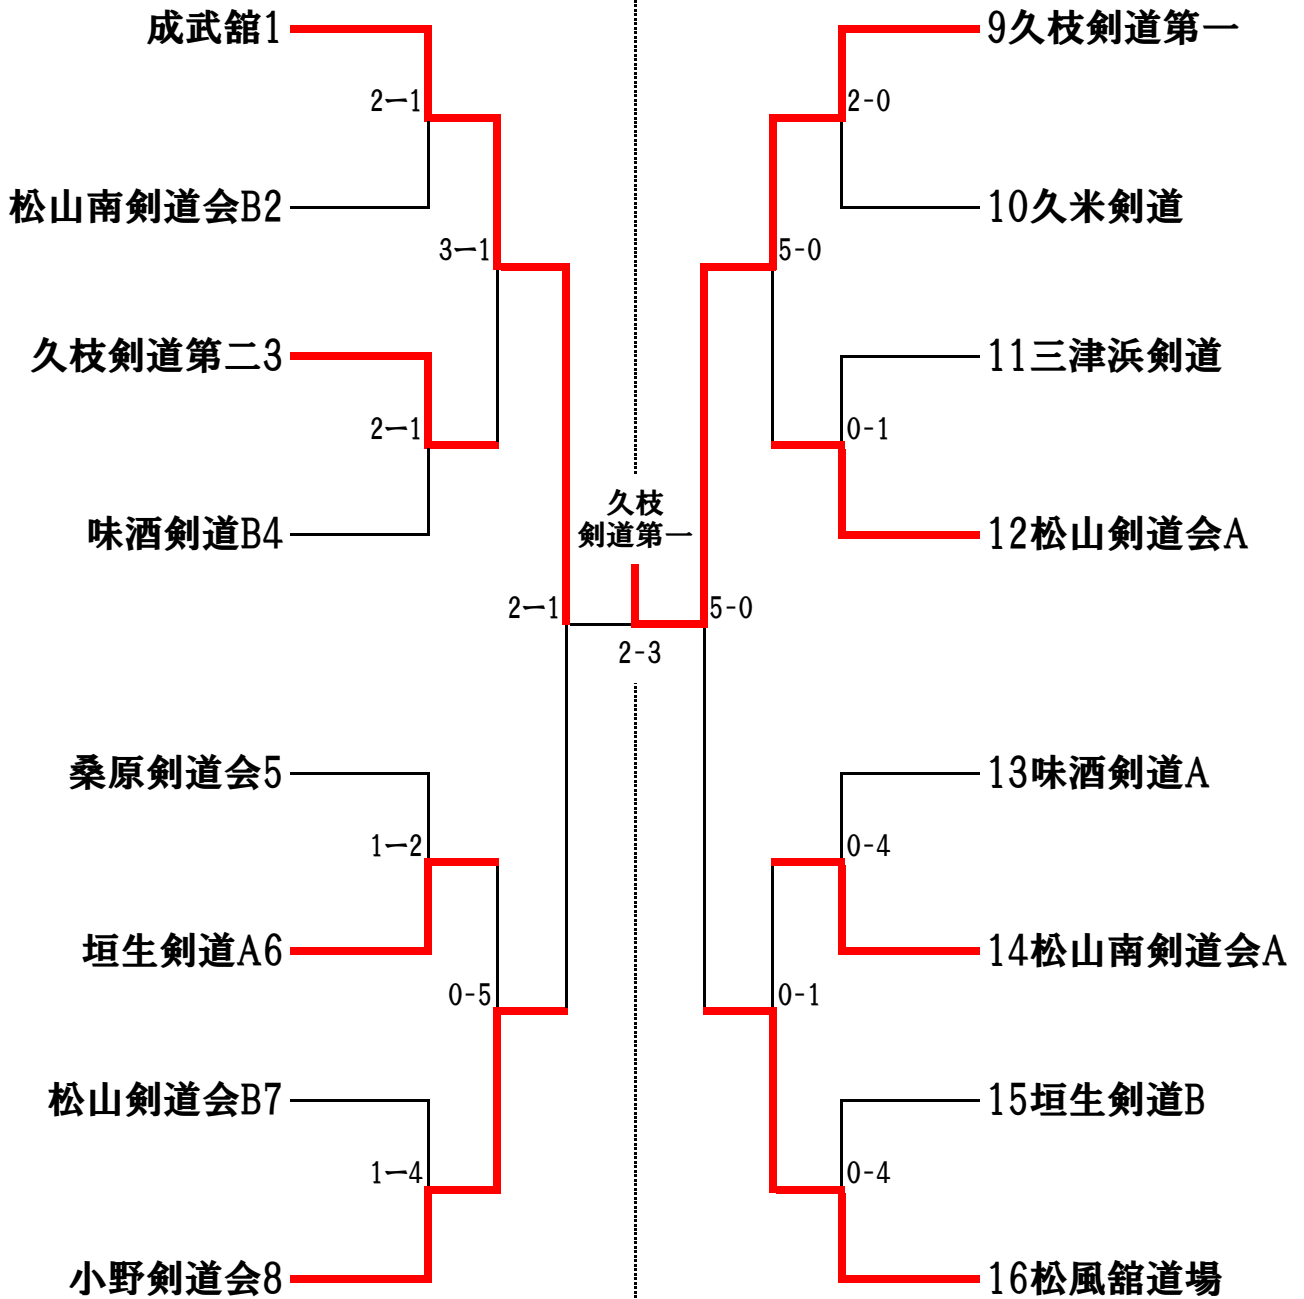 成武舘1
2ー1
松山南剣道会B2
3ー1
久枝剣道第二3
2ー1
味酒剣道B4
2ー1
桑原剣道会5
1ー2
垣生剣道A6
0-5
松山剣道会B7
1ー4
小野剣道会8
久枝
剣道第一
2-3
9久枝剣道第一
2-0
10久米剣道
5-0
11三津浜剣道
0-1
12松山剣道会A
5-0
13味酒剣道A
0-4
14松山南剣道会A
0-1
15垣生剣道B
0-4
16松風舘道場